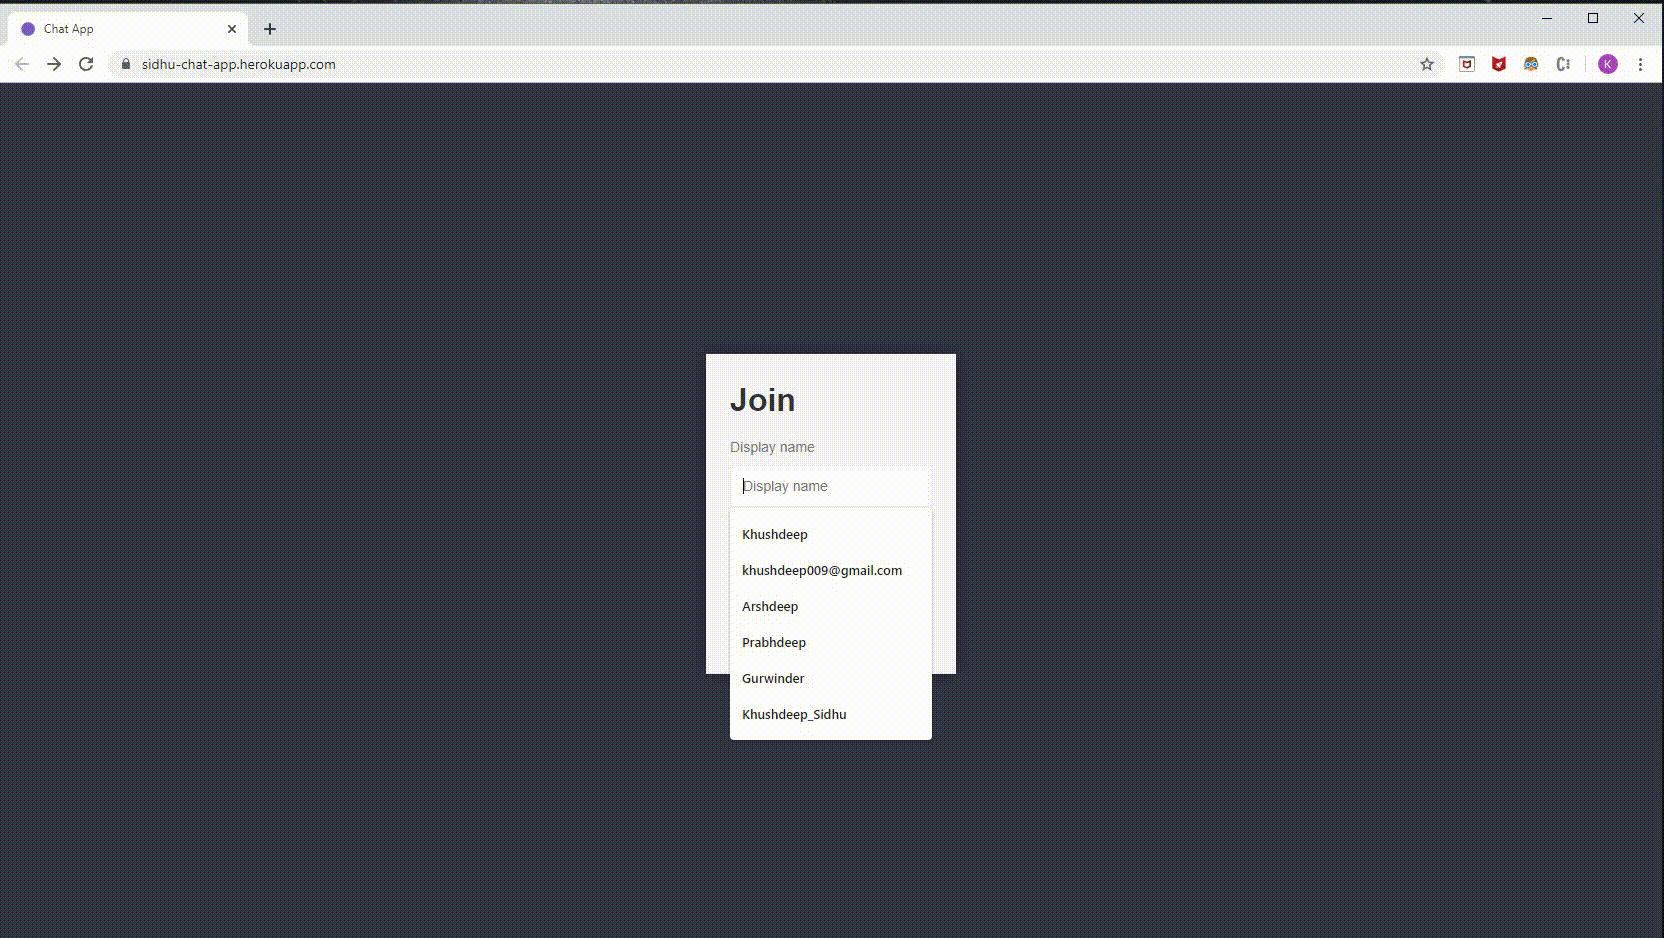 Chat App
sidhu-chat-app.herokuapp.com
K
Join
Display name
Display name
Khushdeep
khushdeep009@gmail.com
Arshdeep
Prabhdeep
Gurwinder
Khushdeep_Sidhu